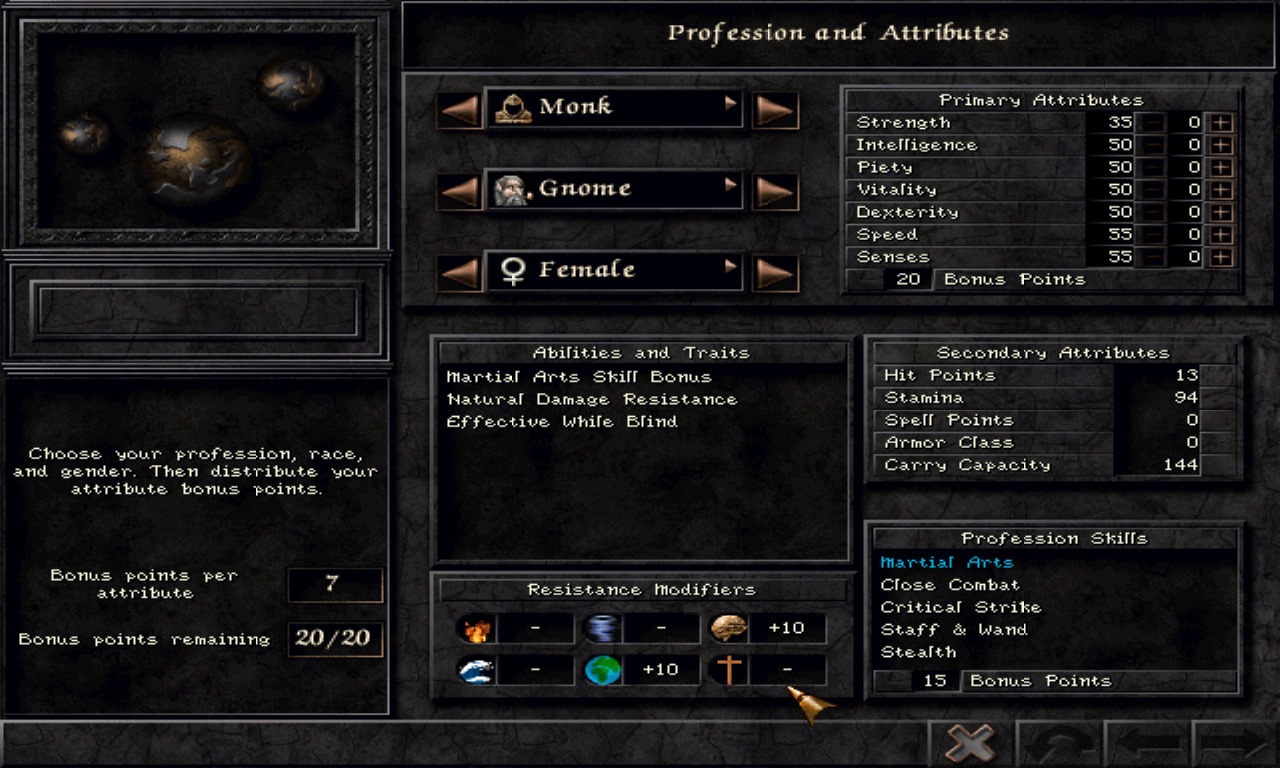 Profession and Attributes
Monk
Gnome
Female
Primary Attributes
Strength 35 0
Intelligence 50 0
Piety 50 0
Vitality 50 0
Dexterity 50 0
Speed 55 0
Senses 55 0
20 Bonus Points
Choose your profession, race,
and gender. Then distribute your
attribute bonus points.
Bonus points per
attribute 7
Bonus points remaining 20/20
Abilities and Traits
Martial Arts Skill Bonus
Natural Damage Resistance
Effective While Blind
Resistance Modifiers
- - +10
- +10 -
Secondary Attributes
Hit Points 13
Stamina 94
Spell Points 0
Armor Class 0
Carry Capacity 144
Profession Skills
Martial Arts
Close Combat
Critical Strike
Staff & Wand
Stealth
15 Bonus Points